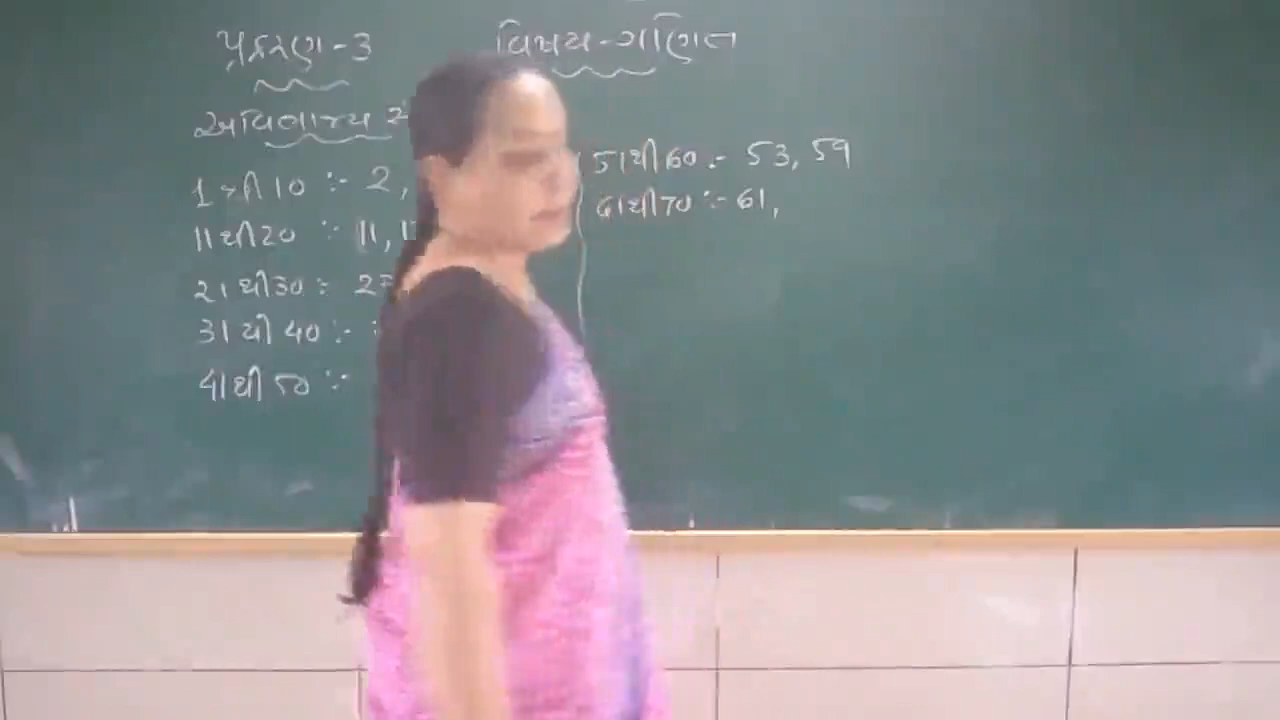 પ્રકરણ-3
વિષય-ગણિત
અવિભાજ્ય
1 થી 10 :- 2,
11 થી 20 :- 11,
21 થી 30 :- 2
31 થી 40 :-
41 થી 50 :-
51 થી 60 :- 53, 59
61 થી 70 :- 61,